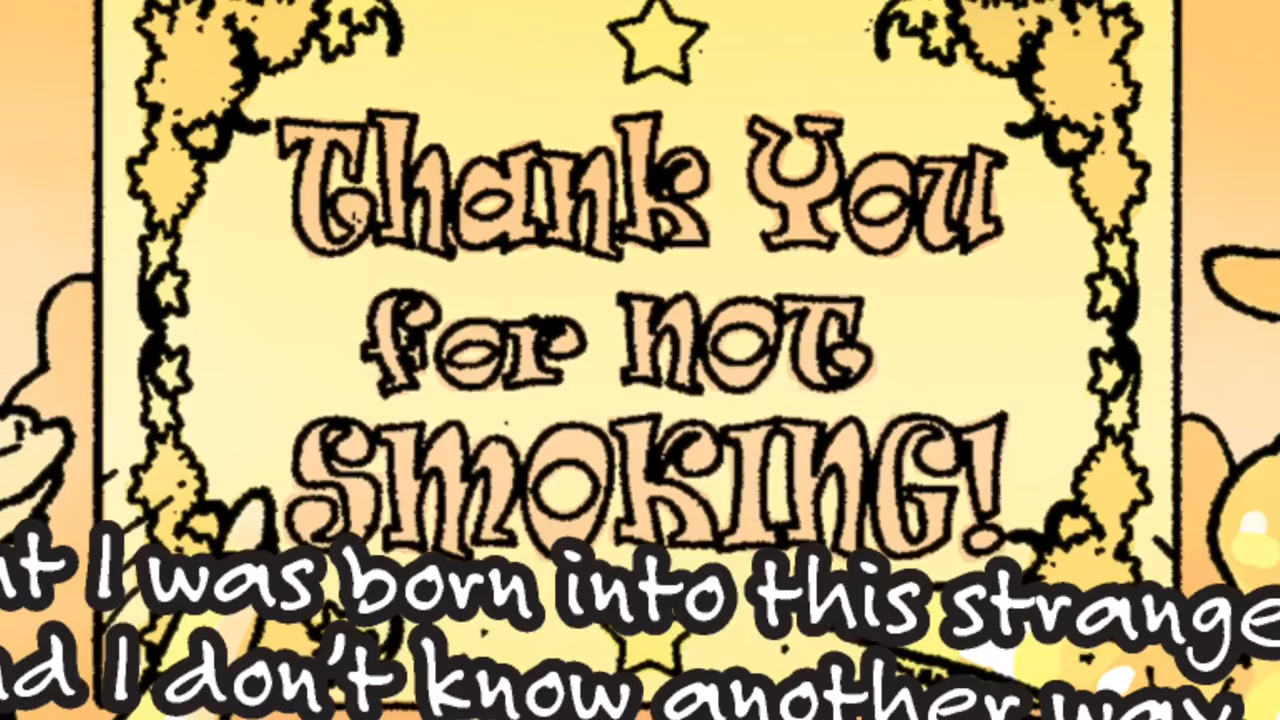 Thank You
for not
SMOKING!
I was born into this strange
I don't know another way